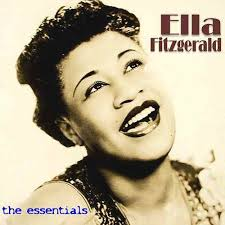 Ella
Fitzgerald
the essentials